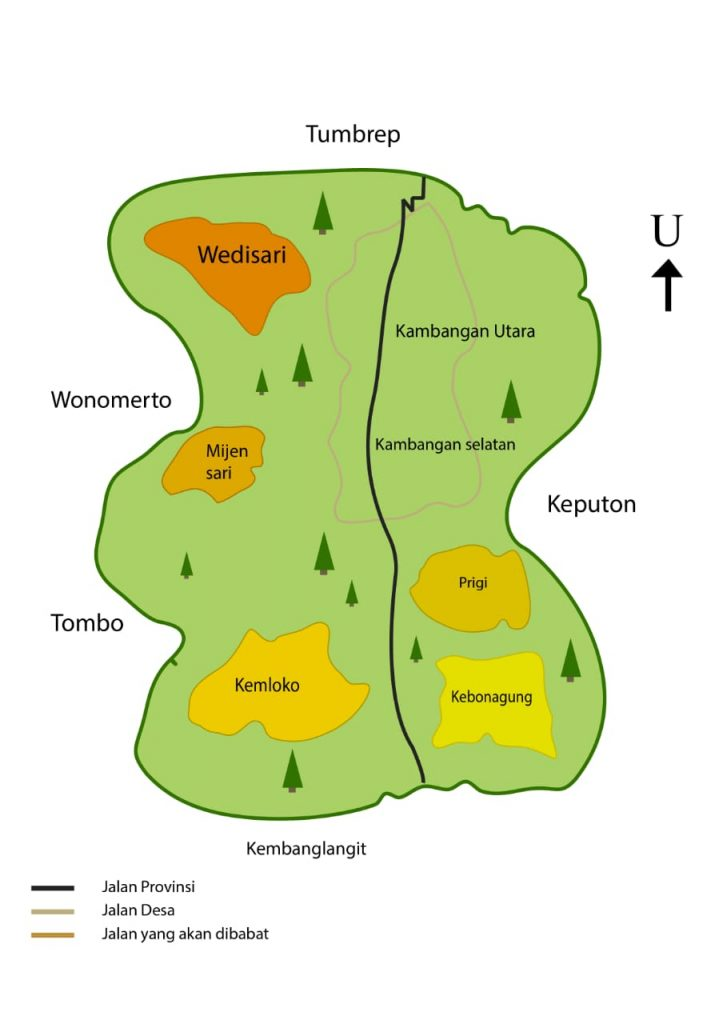 Tumbrep
U
Wedisari
Kambangan Utara
Wonomerto
Kambangan selatan
Mijen
sari
Keputon
Prigi
Tombo
Kemloko
Kebonagung
Kembanglangit
Jalan Provinsi
Jalan Desa
Jalan yang akan dibabat